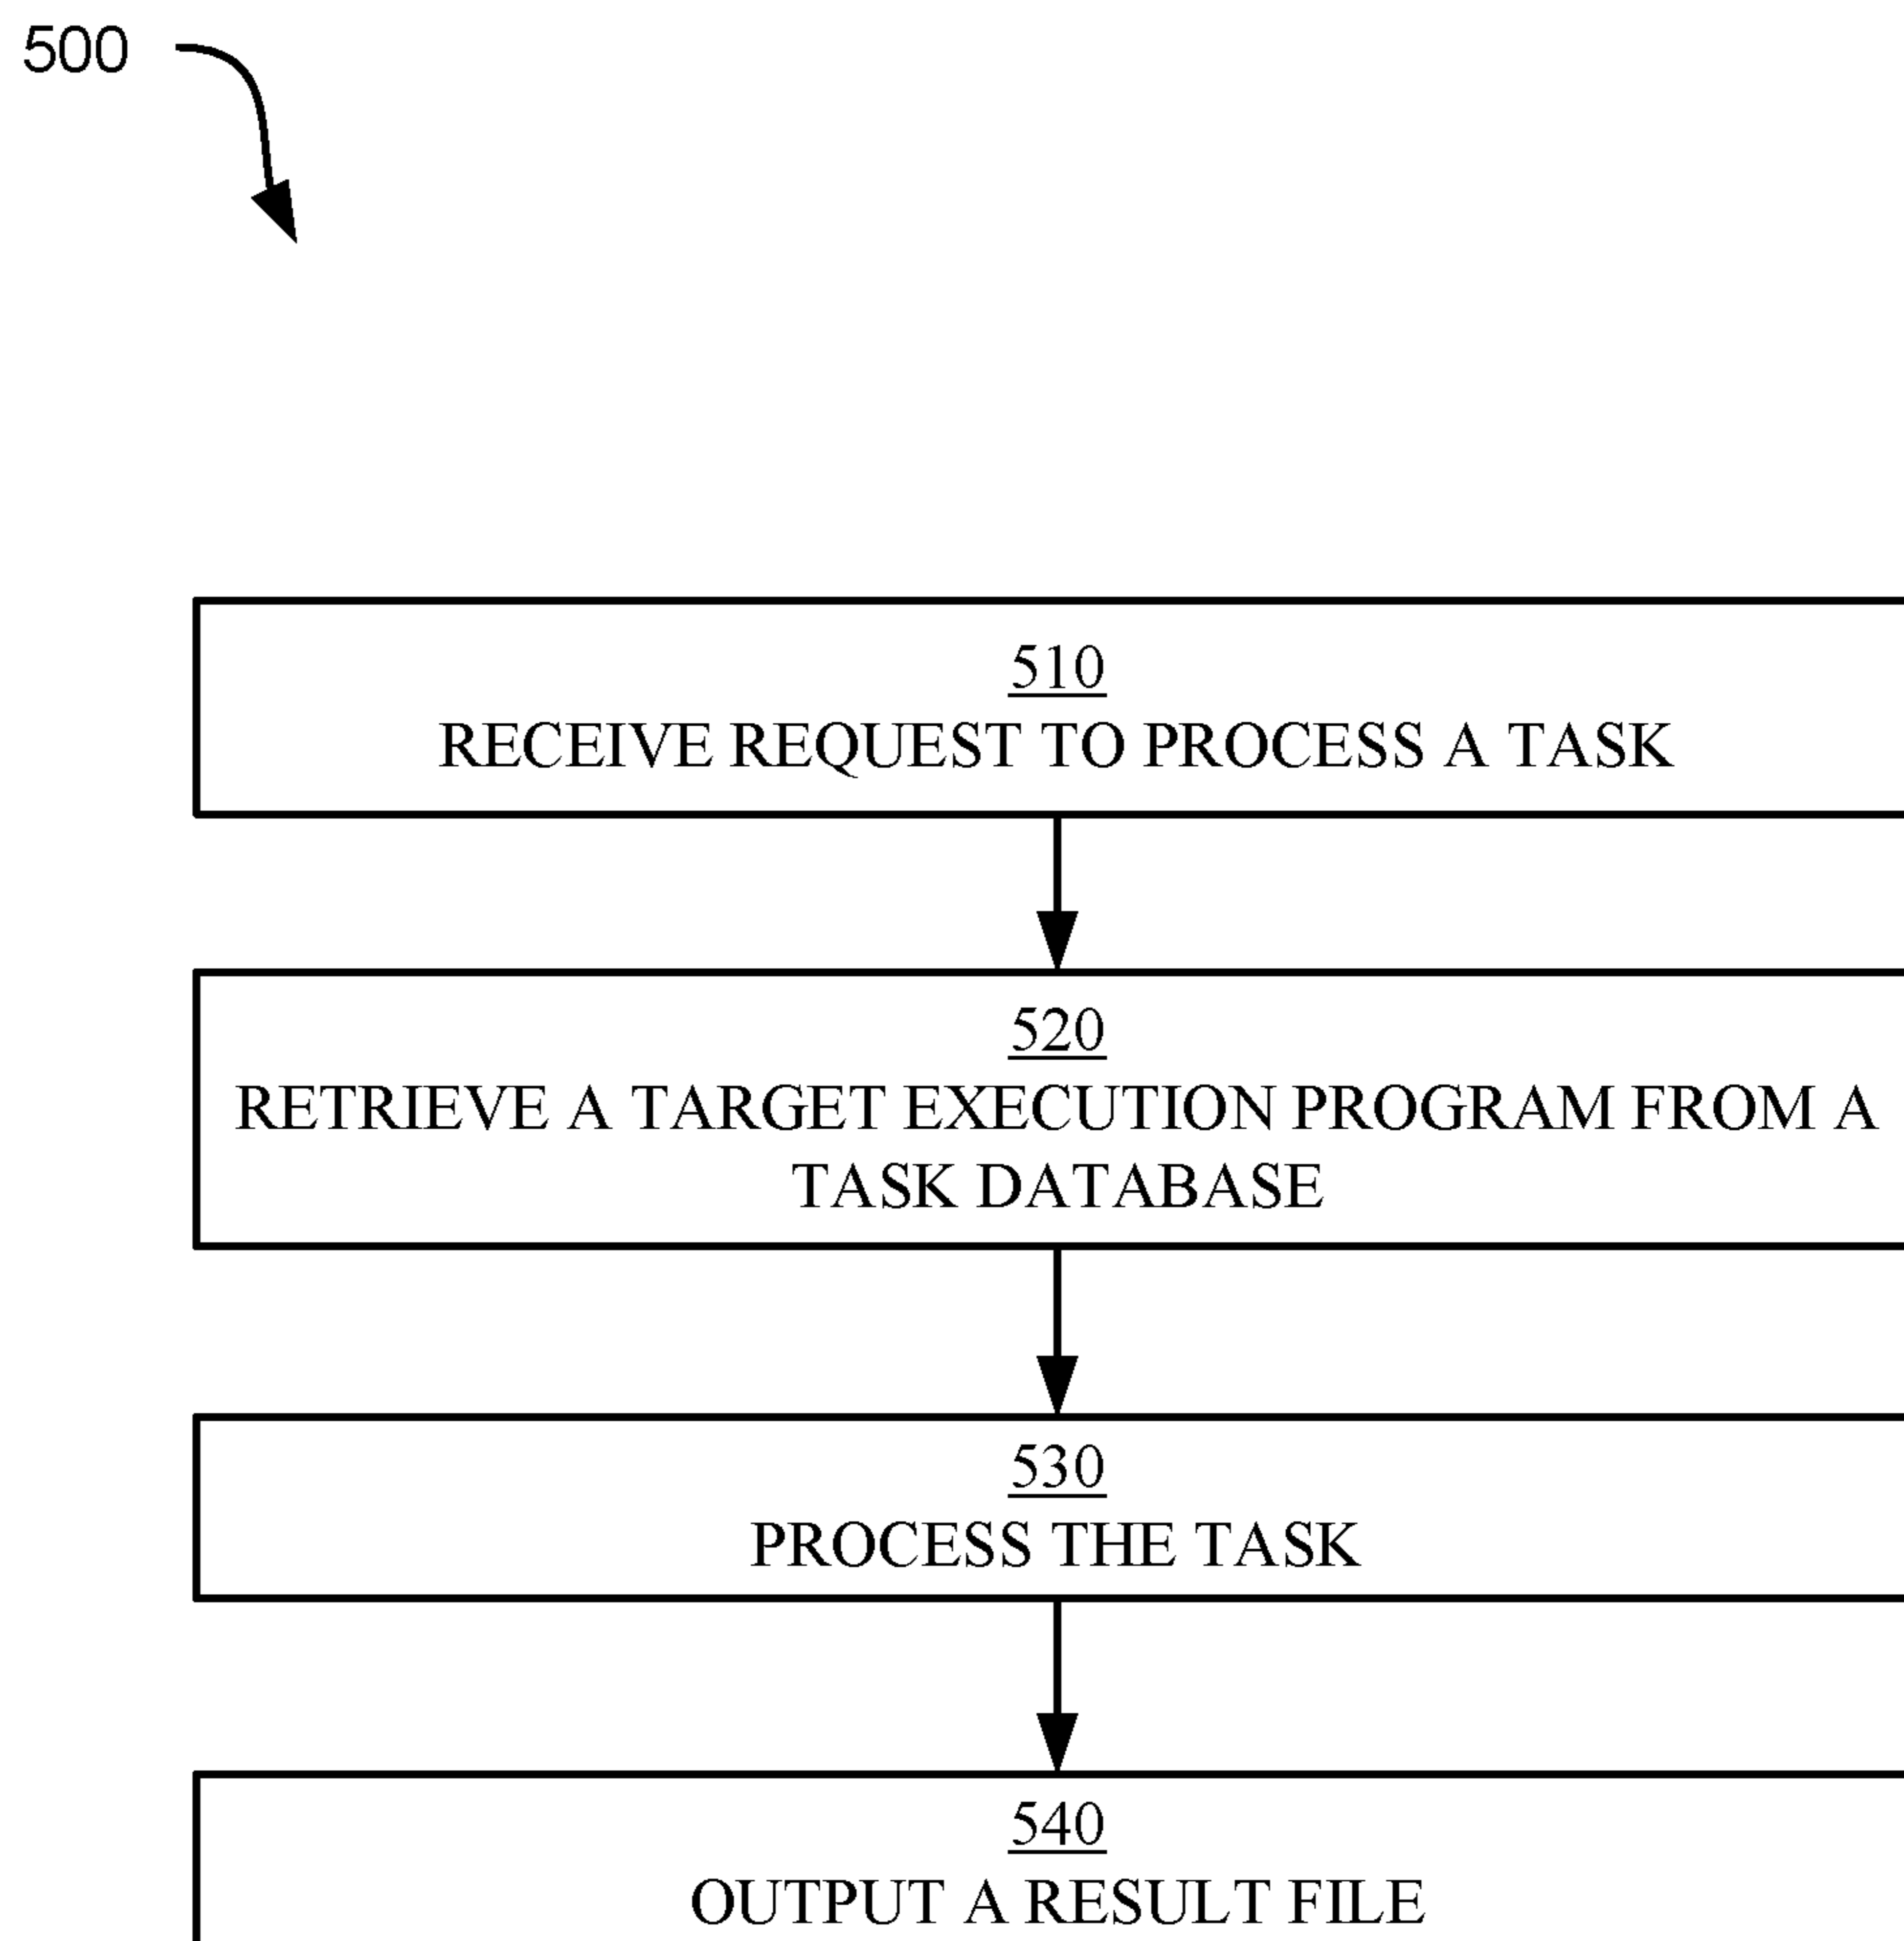 500
510
RECEIVE REQUEST TO PROCESS A TASK
520
RETRIEVE A TARGET EXECUTION PROGRAM FROM A
TASK DATABASE
530
PROCESS THE TASK
540
OUTPUT A RESULT FILE